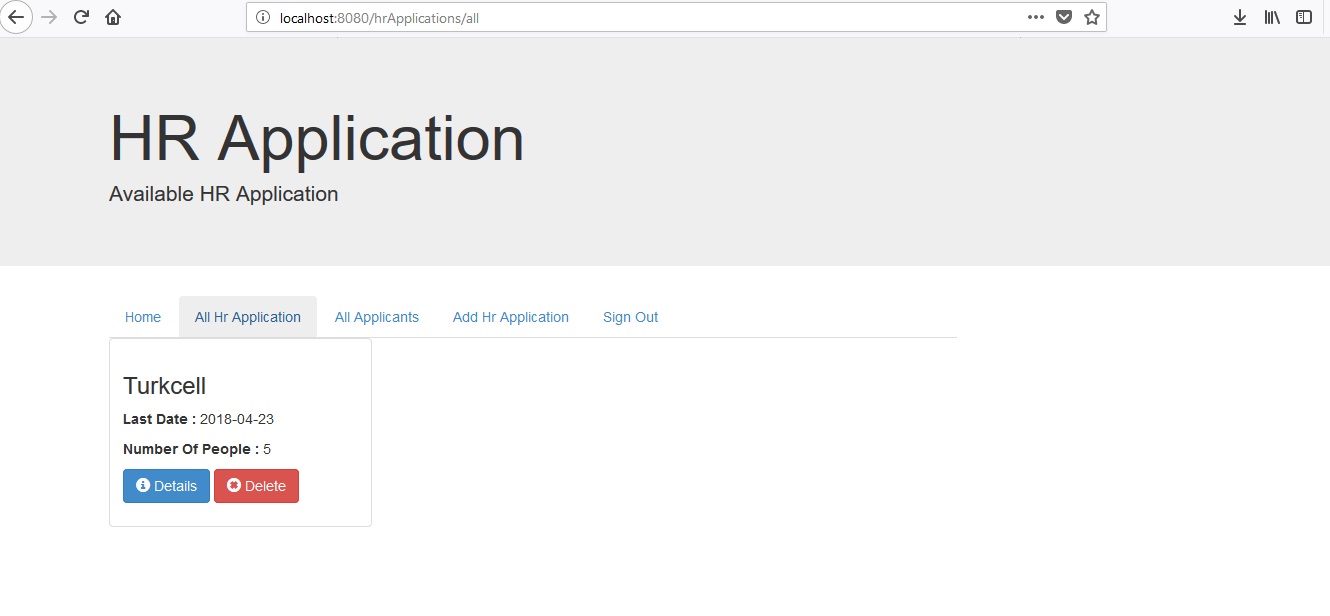 localhost:8080/hrApplications/all
HR Application
Available HR Application
Home All Hr Application All Applicants Add Hr Application Sign Out
Turkcell
Last Date : 2018-04-23
Number Of People : 5
Details Delete